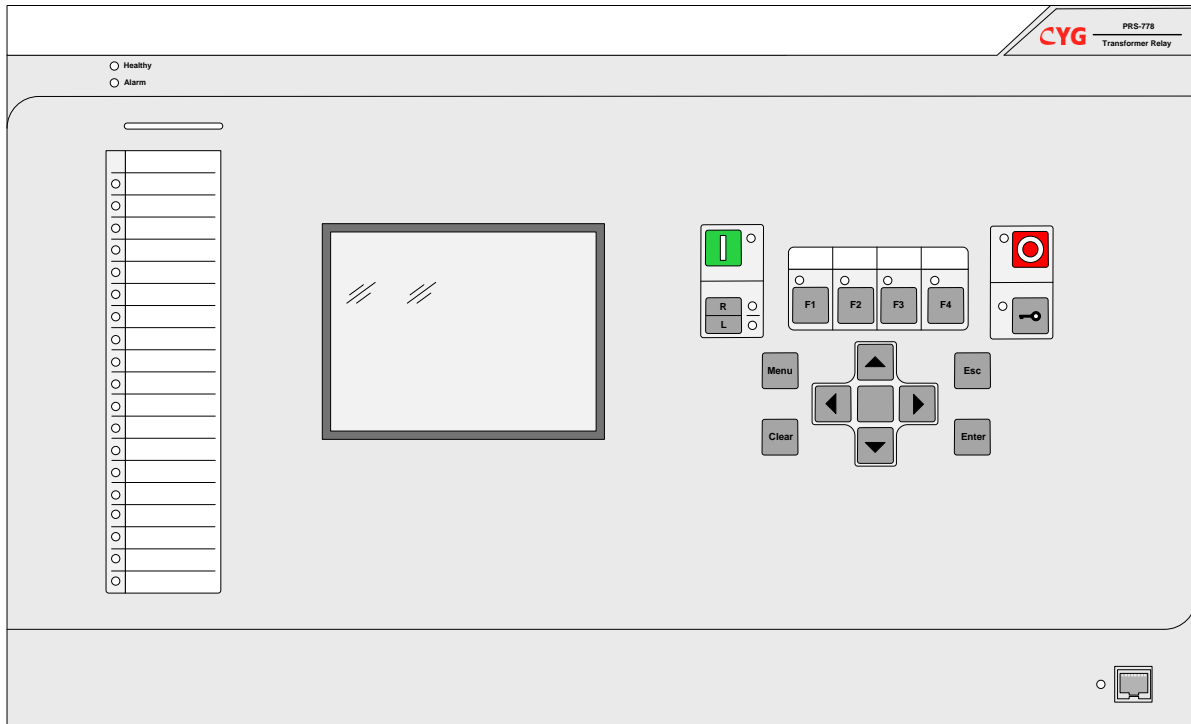 CYG
PRS-778
Transformer Relay
Healthy
Alarm
R
L
F1
F2
F3
F4
Menu
Esc
Clear
Enter